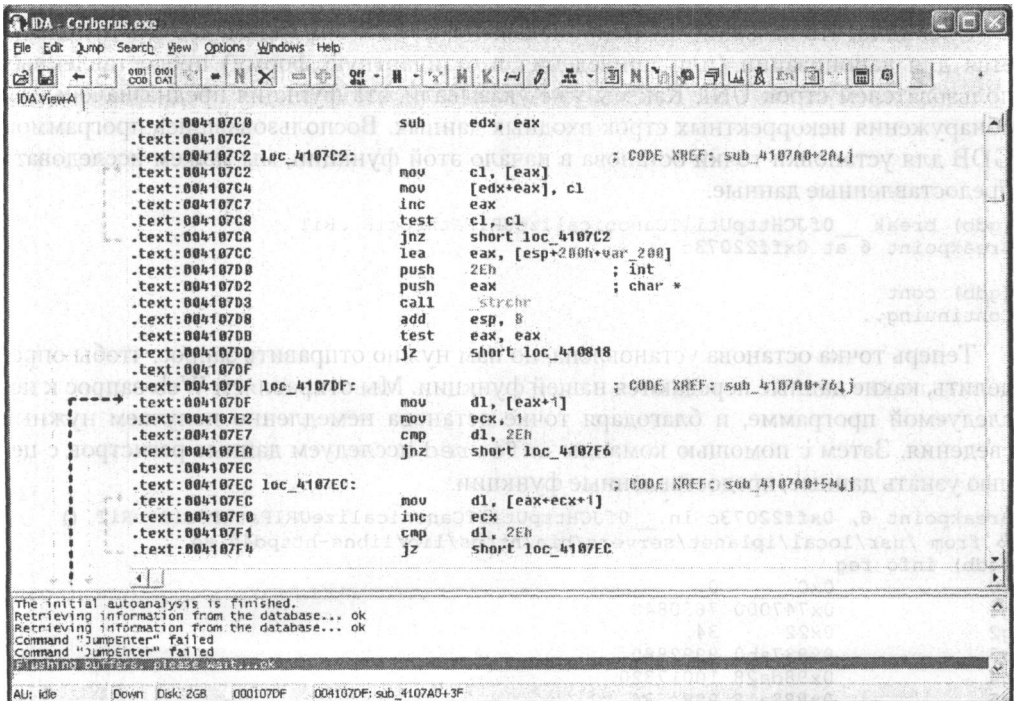 IDA - Cerberus.exe
File Edit Jump Search View Options Windows Help
IDA View-A
.text:004107C0 sub edx, eax
.text:004107C2
.text:004107C2 loc_4107C2: ; CODE XREF: sub_4107A0+2A↓j
.text:004107C2 mov cl, [eax]
.text:004107C4 mov [edx+eax], cl
.text:004107C7 inc eax
.text:004107C8 test cl, cl
.text:004107CA jnz short loc_4107C2
.text:004107CC lea eax, [esp+200h+var_200]
.text:004107D0 push 2Eh ; int
.text:004107D2 push eax ; char *
.text:004107D3 call _strchr
.text:004107D8 add esp, 8
.text:004107DB test eax, eax
.text:004107DD jz short loc_410818
.text:004107DF
.text:004107DF loc_4107DF: ; CODE XREF: sub_4107A0+76↓j
.text:004107DF mov dl, [eax+1]
.text:004107E2 mov ecx,
.text:004107E7 cmp dl, 2Eh
.text:004107EA jnz short loc_4107F6
.text:004107EC
.text:004107EC loc_4107EC: ; CODE XREF: sub_4107A0+54↓j
.text:004107EC mov dl, [eax+ecx+1]
.text:004107F0 inc ecx
.text:004107F1 cmp dl, 2Eh
.text:004107F4 jz short loc_4107EC
The initial autoanalysis is finished.
Retrieving information from the database... ok
Retrieving information from the database... ok
Command "JumpEnter" failed
Command "JumpEnter" failed
Flushing buffers, please wait...ok
AU: idle Down Disk: 2GB 000107DF 004107DF: sub_4107A0+3F